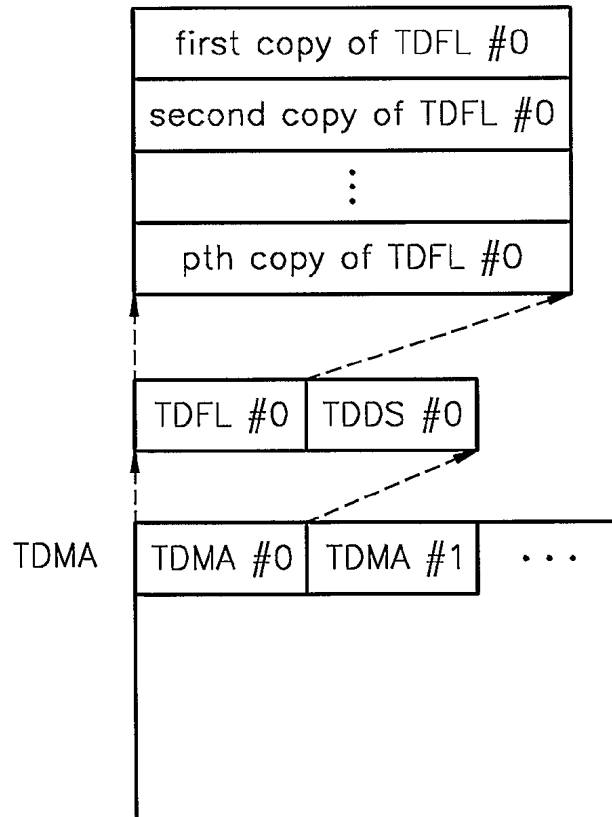 first copy of TDFL #0
second copy of TDFL #0
⋮
pth copy of TDFL #0
TDFL #0 TDDS #0
TDMA TDMA #0 TDMA #1 ···